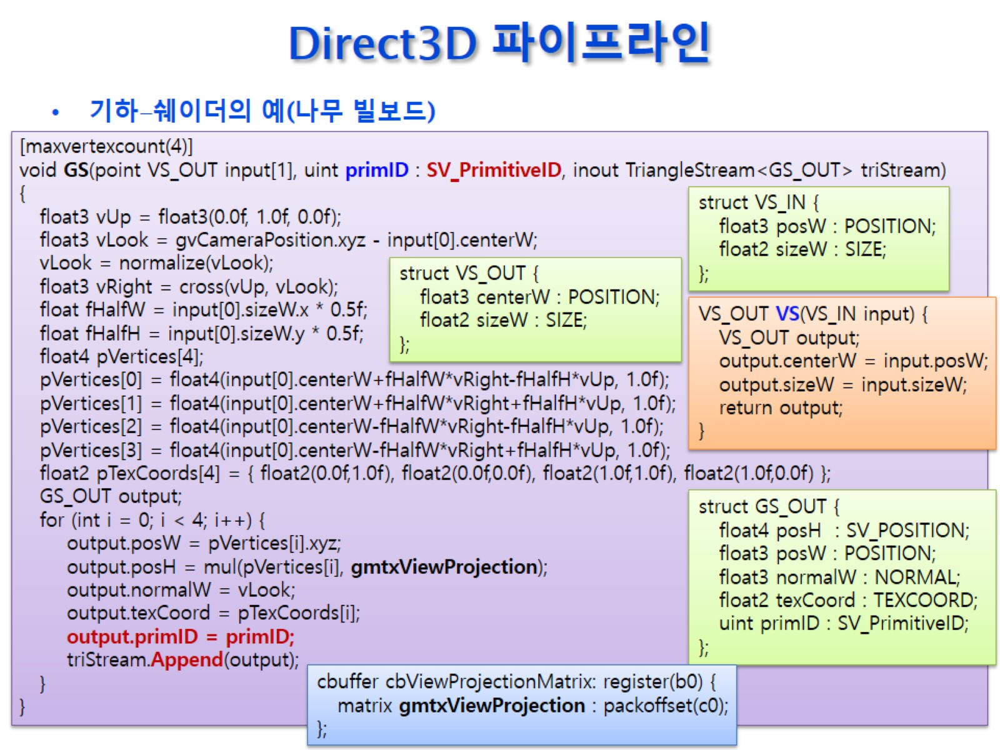 Direct3D 파이프라인
• 기하-쉐이더의 예(나무 빌보드)
[maxvertexcount(4)]
void GS(point VS_OUT input[1], uint primID : SV_PrimitiveID, inout TriangleStream<GS_OUT> triStream)
{
float3 vUp = float3(0.0f, 1.0f, 0.0f);
float3 vLook = gvCameraPosition.xyz - input[0].centerW;
vLook = normalize(vLook);
float3 vRight = cross(vUp, vLook);
float fHalfW = input[0].sizeW.x * 0.5f;
float fHalfH = input[0].sizeW.y * 0.5f;
float4 pVertices[4];
pVertices[0] = float4(input[0].centerW+fHalfW*vRight-fHalfH*vUp, 1.0f);
pVertices[1] = float4(input[0].centerW+fHalfW*vRight+fHalfH*vUp, 1.0f);
pVertices[2] = float4(input[0].centerW-fHalfW*vRight-fHalfH*vUp, 1.0f);
pVertices[3] = float4(input[0].centerW-fHalfW*vRight+fHalfH*vUp, 1.0f);
float2 pTexCoords[4] = { float2(0.0f,1.0f), float2(0.0f,0.0f), float2(1.0f,1.0f), float2(1.0f,0.0f) };
GS_OUT output;
for (int i = 0; i < 4; i++) {
output.posW = pVertices[i].xyz;
output.posH = mul(pVertices[i], gmtxViewProjection);
output.normalW = vLook;
output.texCoord = pTexCoords[i];
output.primID = primID;
triStream.Append(output);
}
}
struct VS_IN {
float3 posW : POSITION;
float2 sizeW : SIZE;
};
struct VS_OUT {
float3 centerW : POSITION;
float2 sizeW : SIZE;
};
VS_OUT VS(VS_IN input) {
VS_OUT output;
output.centerW = input.posW;
output.sizeW = input.sizeW;
return output;
}
struct GS_OUT {
float4 posH : SV_POSITION;
float3 posW : POSITION;
float3 normalW : NORMAL;
float2 texCoord : TEXCOORD;
uint primID : SV_PrimitiveID;
};
cbuffer cbViewProjectionMatrix: register(b0) {
matrix gmtxViewProjection : packoffset(c0);
};